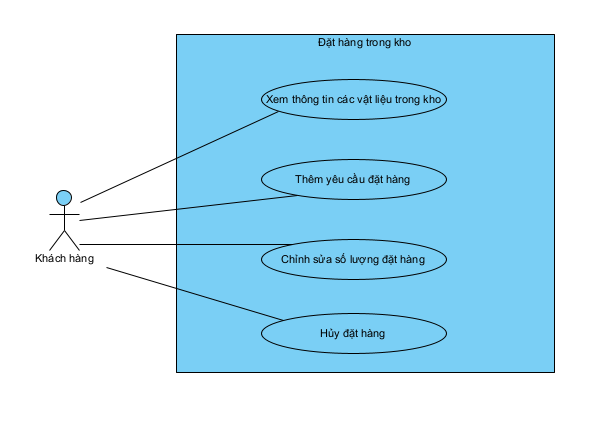 Đặt hàng trong kho
Xem thông tin các vật liệu trong kho
Thêm yêu cầu đặt hàng
Khách hàng
Chỉnh sửa số lượng đặt hàng
Hủy đặt hàng